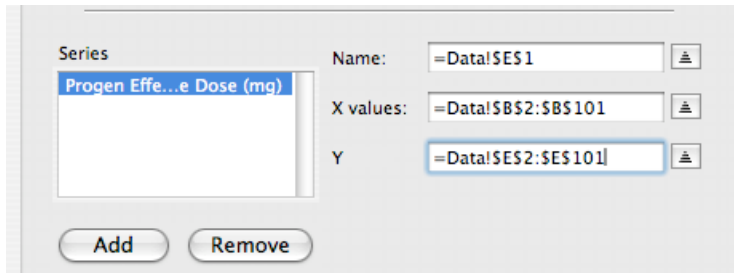 Series
Progen Effe...e Dose (mg)
Name:
=Data!$E$1
X values:
=Data!$B$2:$B$101
Y
=Data!$E$2:$E$101
Add
Remove